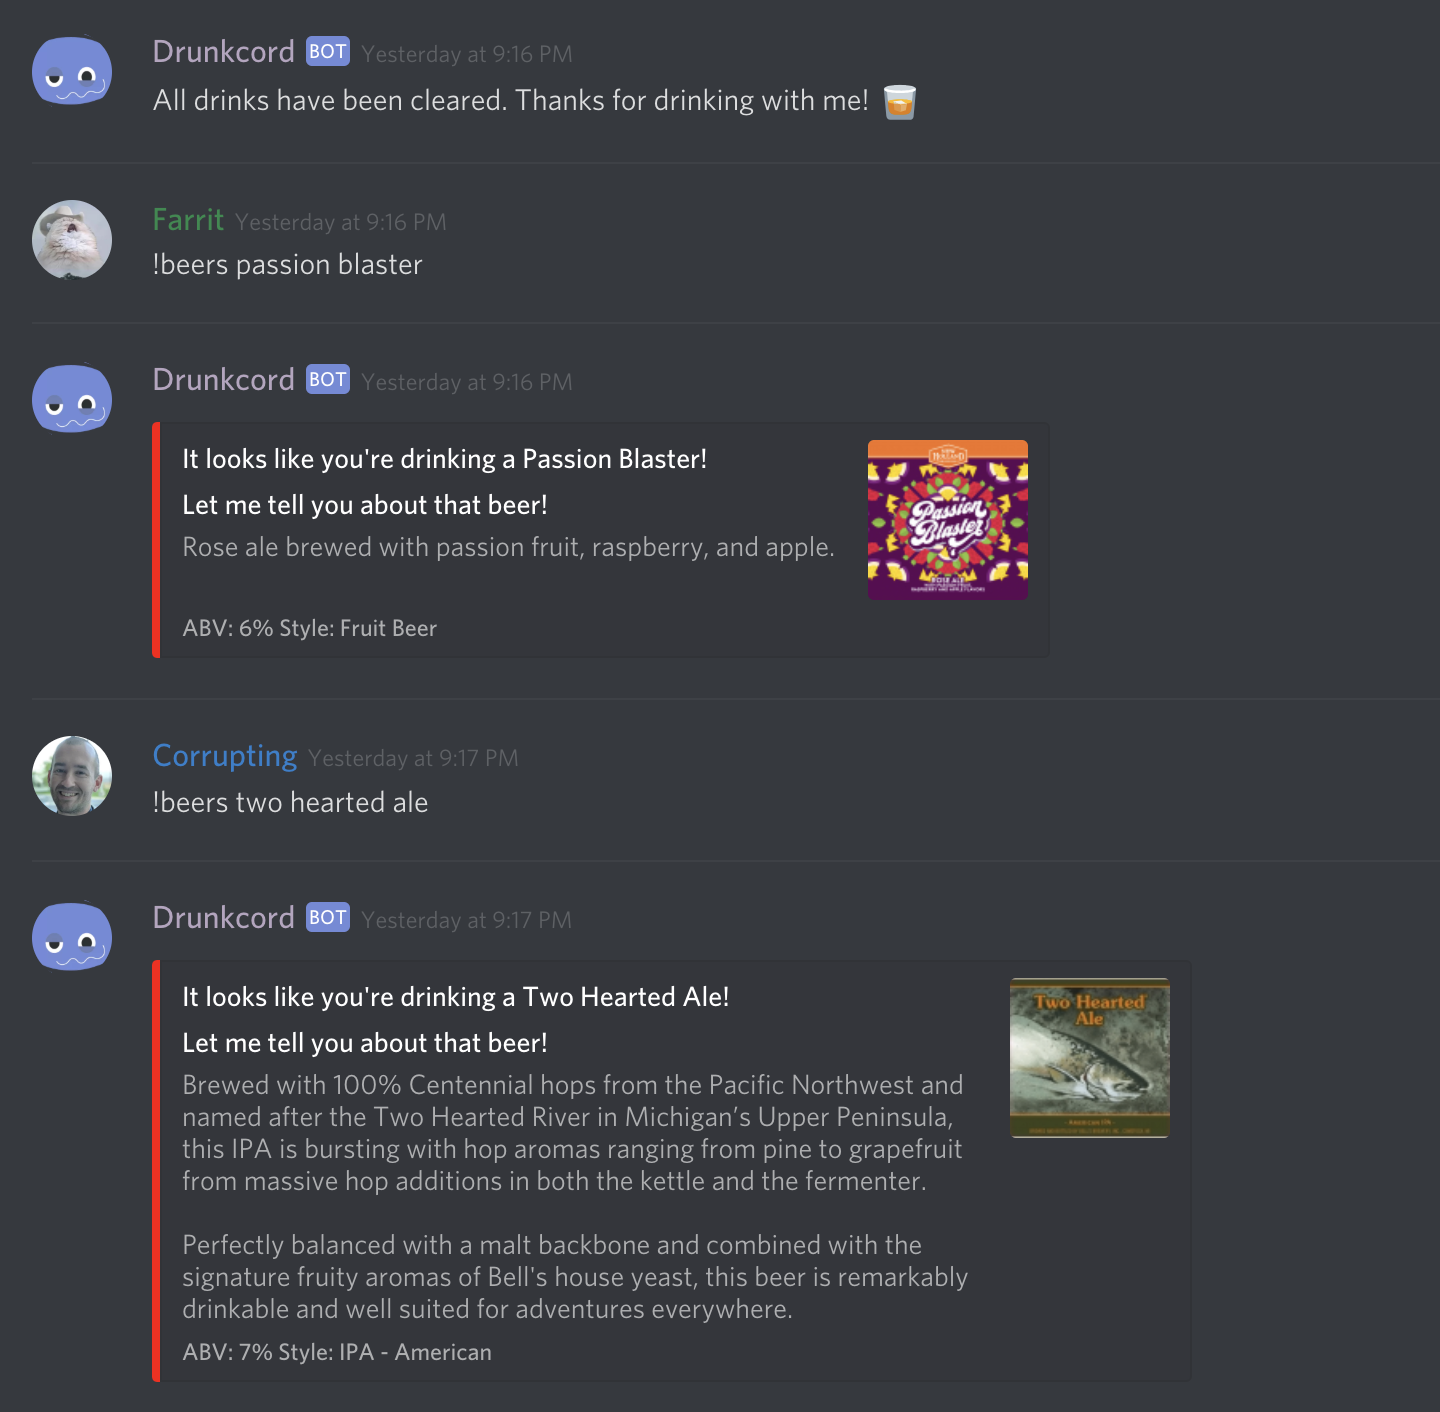 Drunkcord BOT Yesterday at 9:16 PM
All drinks have been cleared. Thanks for drinking with me!
Farrit Yesterday at 9:16 PM
!beers passion blaster
Drunkcord BOT Yesterday at 9:16 PM
It looks like you're drinking a Passion Blaster!
Let me tell you about that beer!
Rose ale brewed with passion fruit, raspberry, and apple.
ABV: 6% Style: Fruit Beer
Passion
Blaster
ROSE ALE
Corrupting Yesterday at 9:17 PM
!beers two hearted ale
Drunkcord BOT Yesterday at 9:17 PM
It looks like you're drinking a Two Hearted Ale!
Let me tell you about that beer!
Brewed with 100% Centennial hops from the Pacific Northwest and
named after the Two Hearted River in Michigan’s Upper Peninsula,
this IPA is bursting with hop aromas ranging from pine to grapefruit
from massive hop additions in both the kettle and the fermenter.
Perfectly balanced with a malt backbone and combined with the
signature fruity aromas of Bell's house yeast, this beer is remarkably
drinkable and well suited for adventures everywhere.
ABV: 7% Style: IPA - American
Two Hearted
Ale
AMERICAN IPA